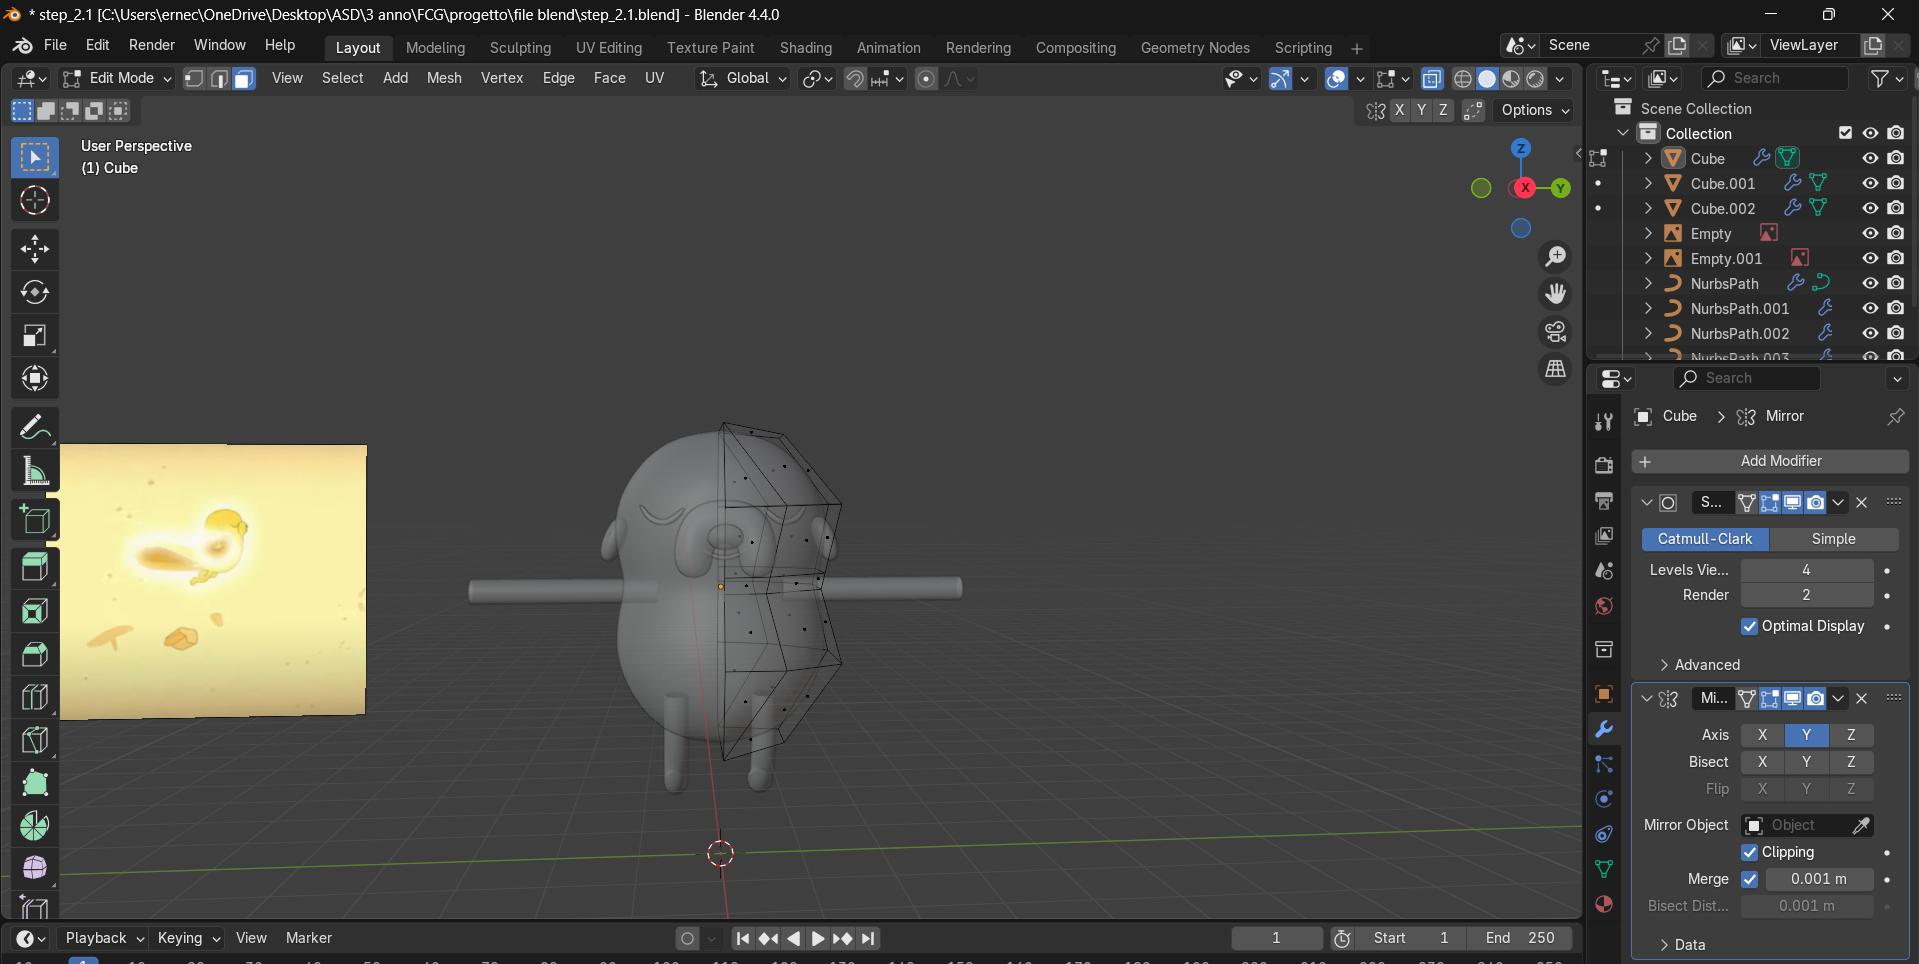 * step_2.1 [C:\Users\ernec\OneDrive\Desktop\ASD\3 anno\FCG\progetto\file blend\step_2.1.blend] - Blender 4.4.0
File Edit Render Window Help Layout Modeling Sculpting UV Editing Texture Paint Shading Animation Rendering Compositing Geometry Nodes Scripting + Scene ViewLayer
Edit Mode View Select Add Mesh Vertex Edge Face UV Global Search
X Y Z Options
Scene Collection
User Perspective
(1) Cube
Collection
Cube
Cube.001
Cube.002
Empty
Empty.001
NurbsPath
NurbsPath.001
NurbsPath.002
NurbsPath.003
Z
X
Y
Search
Cube > Mirror
+ Add Modifier
S...
Catmull-Clark Simple
Levels Vie... 4
Render 2
Optimal Display
Advanced
Mi...
Axis X Y Z
Bisect X Y Z
Flip X Y Z
Mirror Object Object
Clipping
Merge 0.001 m
Bisect Dist... 0.001 m
Data
Playback Keying View Marker 1 Start 1 End 250